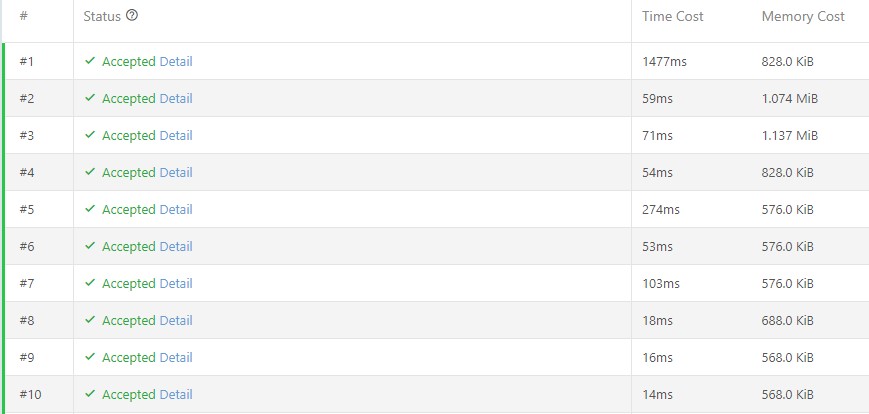 # Status Time Cost Memory Cost
#1 Accepted Detail 1477ms 828.0 KiB
#2 Accepted Detail 59ms 1.074 MiB
#3 Accepted Detail 71ms 1.137 MiB
#4 Accepted Detail 54ms 828.0 KiB
#5 Accepted Detail 274ms 576.0 KiB
#6 Accepted Detail 53ms 576.0 KiB
#7 Accepted Detail 103ms 576.0 KiB
#8 Accepted Detail 18ms 688.0 KiB
#9 Accepted Detail 16ms 568.0 KiB
#10 Accepted Detail 14ms 568.0 KiB